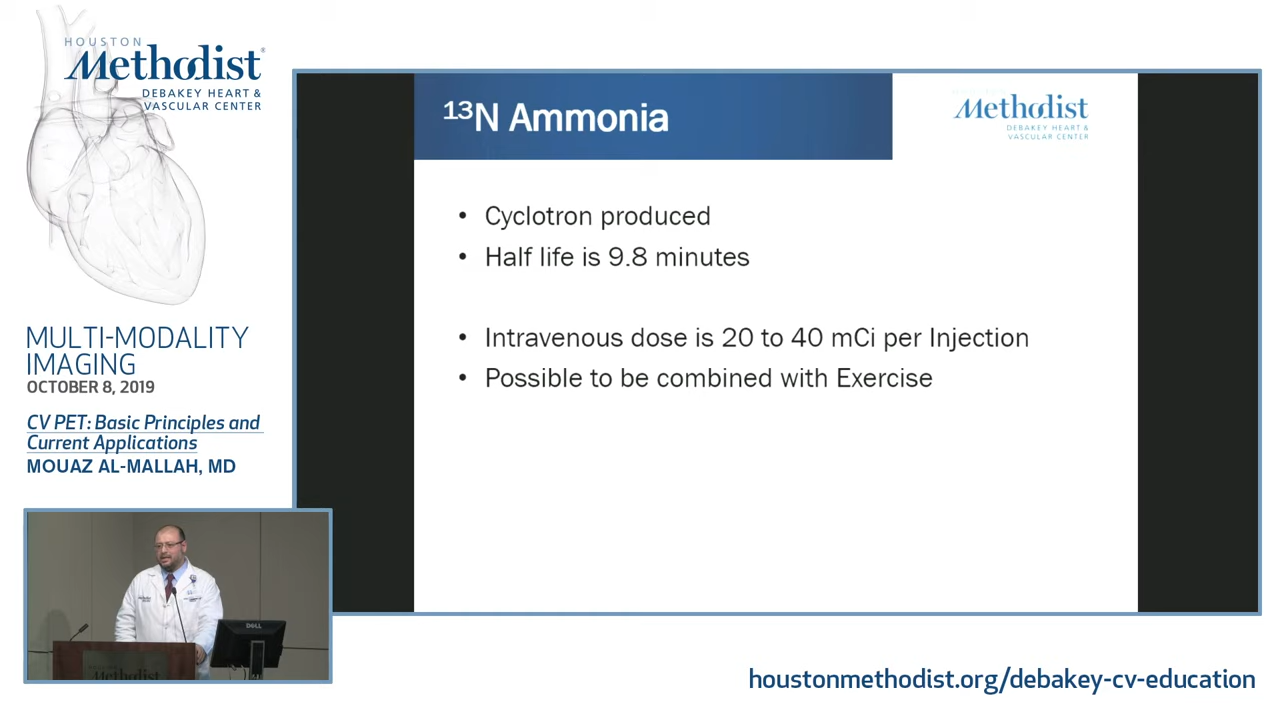 HOUSTON
Methodist
DEBAKEY HEART &
VASCULAR CENTER
MULTI-MODALITY
IMAGING
OCTOBER 8, 2019
CV PET: Basic Principles and
Current Applications
MOUAZ AL-MALLAH, MD
¹³N Ammonia
Methodist
DEBAKEY HEART &
VASCULAR CENTER
• Cyclotron produced
• Half life is 9.8 minutes
• Intravenous dose is 20 to 40 mCi per Injection
• Possible to be combined with Exercise
DELL
Methodist
houstonmethodist.org/debakey-cv-education